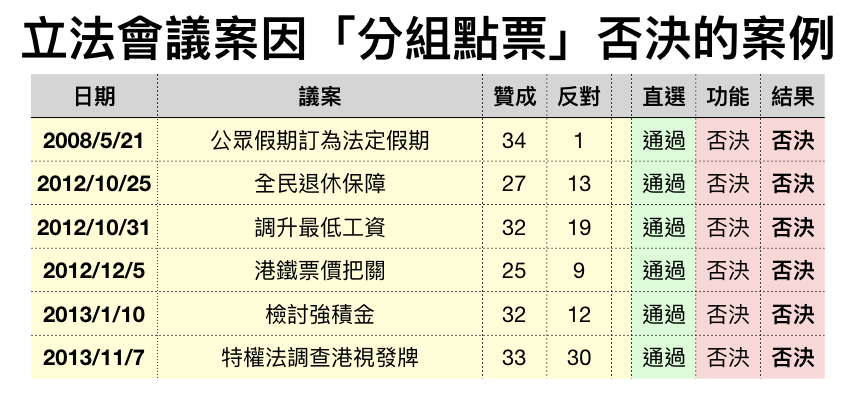 立法會議案因「分組點票」否決的案例
日期 議案 贊成 反對 直選 功能 結果
2008/5/21 公眾假期訂為法定假期 34 1 通過 否決 否決
2012/10/25 全民退休保障 27 13 通過 否決 否決
2012/10/31 調升最低工資 32 19 通過 否決 否決
2012/12/5 港鐵票價把關 25 9 通過 否決 否決
2013/1/10 檢討強積金 32 12 通過 否決 否決
2013/11/7 特權法調查港視發牌 33 30 通過 否決 否決